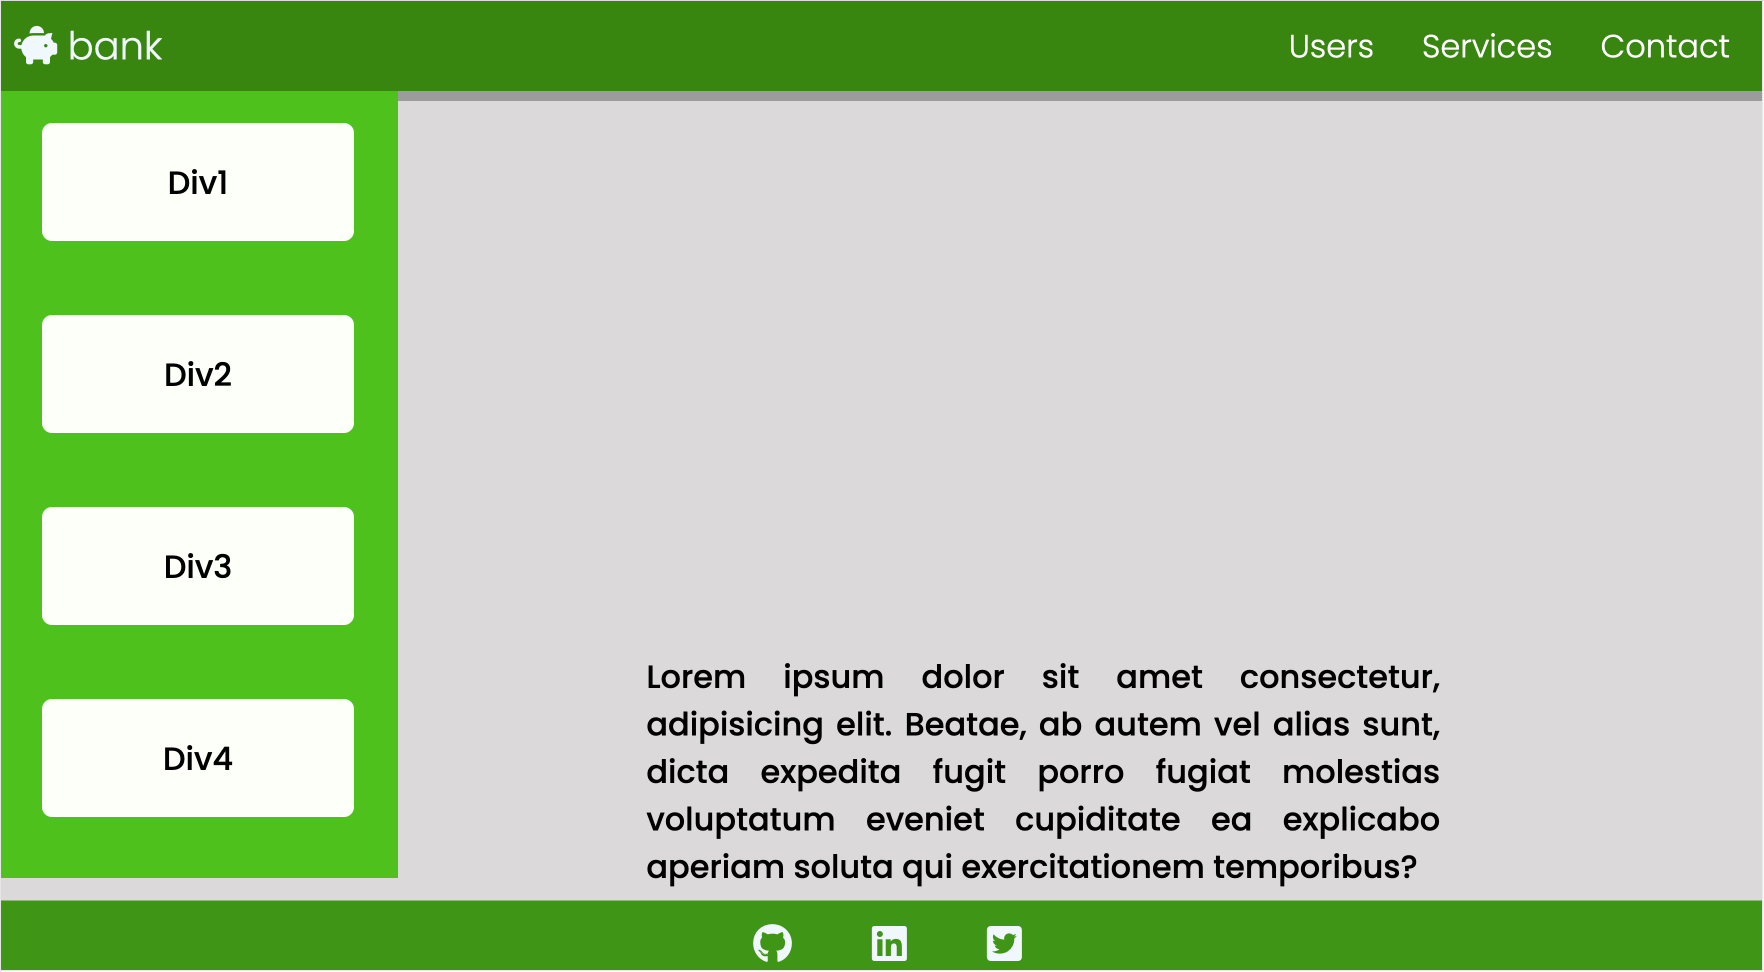 bank
Users Services Contact
Div1
Div2
Div3
Div4
Lorem ipsum dolor sit amet consectetur,
adipisicing elit. Beatae, ab autem vel alias sunt,
dicta expedita fugit porro fugiat molestias
voluptatum eveniet cupiditate ea explicabo
aperiam soluta qui exercitationem temporibus?
in